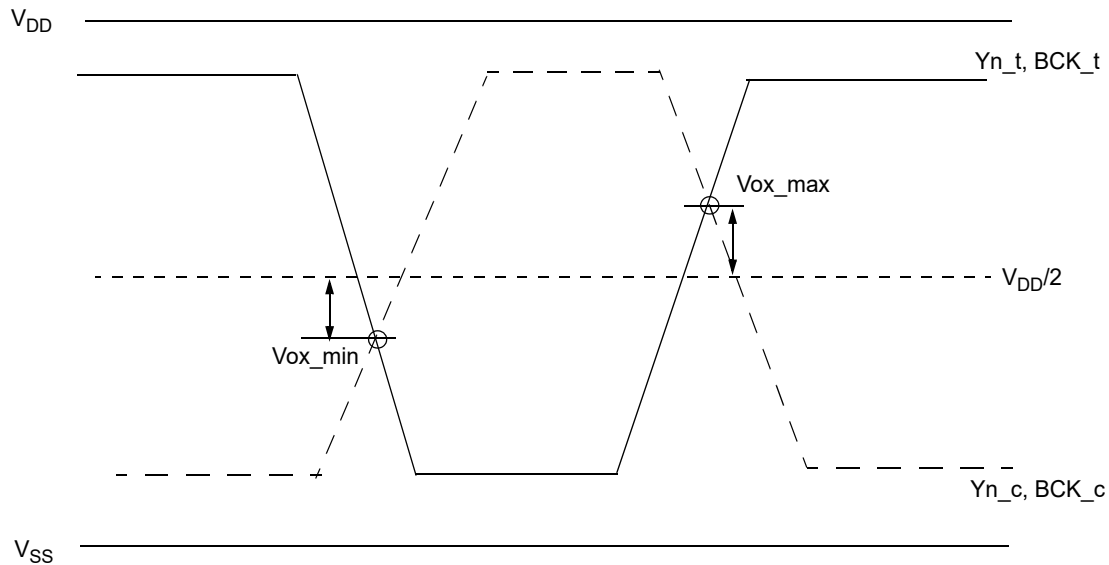 VDD
Yn_t, BCK_t
Vox_max
VDD/2
Vox_min
Yn_c, BCK_c
VSS